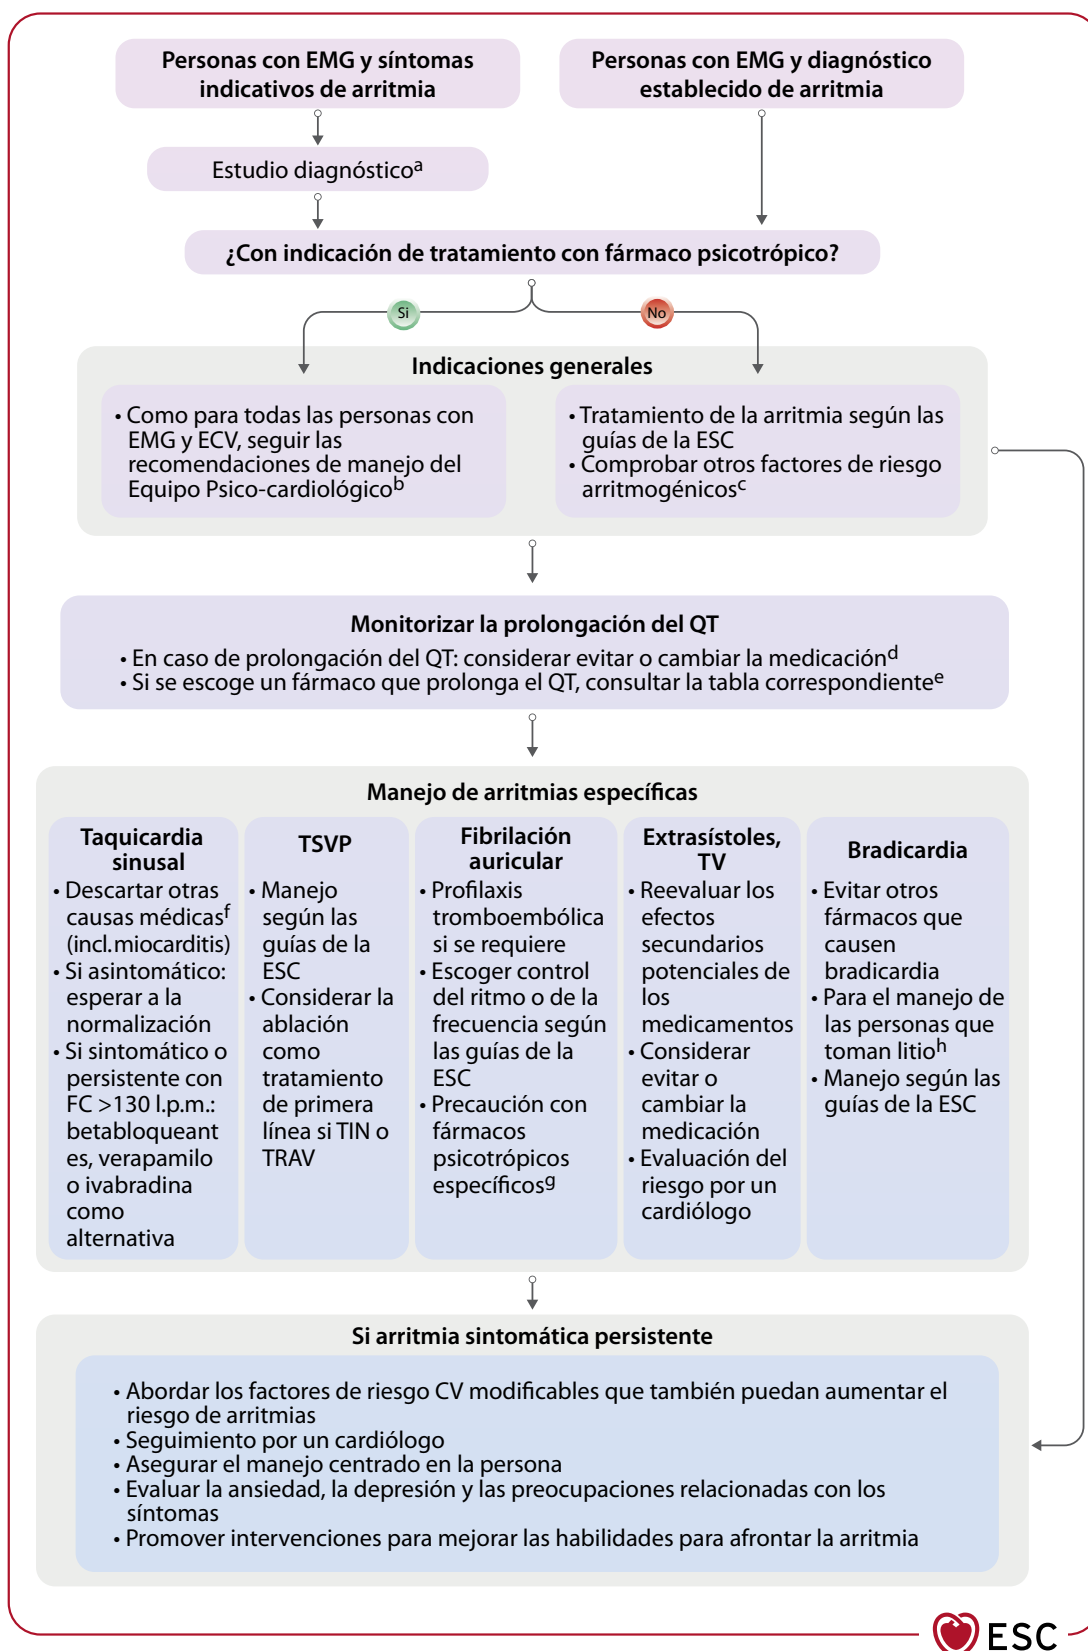 Personas con EMG y síntomas
indicativos de arritmia
Personas con EMG y diagnóstico
establecido de arritmia
Estudio diagnósticoa
¿Con indicación de tratamiento con fármaco psicotrópico?
Si
No
Indicaciones generales
• Como para todas las personas con
EMG y ECV, seguir las
recomendaciones de manejo del
Equipo Psico-cardiológicob
• Tratamiento de la arritmia según las
guías de la ESC
• Comprobar otros factores de riesgo
arritmogénicosc
Monitorizar la prolongación del QT
• En caso de prolongación del QT: considerar evitar o cambiar la medicaciónd
• Si se escoge un fármaco que prolonga el QT, consultar la tabla correspondientee
Manejo de arritmias específicas
Taquicardia
sinusal
• Descartar otras
causas médicasf
(incl.miocarditis)
• Si asintomático:
esperar a la
normalización
• Si sintomático o
persistente con
FC >130 l.p.m.:
betabloqueant
es, verapamilo
o ivabradina
como
alternativa
TSVP
• Manejo
según las
guías de la
ESC
• Considerar la
ablación
como
tratamiento
de primera
línea si TIN o
TRAV
Fibrilación
auricular
• Profilaxis
tromboembólica
si se requiere
• Escoger control
del ritmo o de la
frecuencia según
las guías de la
ESC
• Precaución con
fármacos
psicotrópicos
específicosg
Extrasístoles,
TV
• Reevaluar los
efectos
secundarios
potenciales de
los
medicamentos
• Considerar
evitar o
cambiar la
medicación
• Evaluación del
riesgo por un
cardiólogo
Bradicardia
• Evitar otros
fármacos que
causen
bradicardia
• Para el manejo de
las personas que
toman litioh
• Manejo según las
guías de la ESC
Si arritmia sintomática persistente
• Abordar los factores de riesgo CV modificables que también puedan aumentar el
riesgo de arritmias
• Seguimiento por un cardiólogo
• Asegurar el manejo centrado en la persona
• Evaluar la ansiedad, la depresión y las preocupaciones relacionadas con los
síntomas
• Promover intervenciones para mejorar las habilidades para afrontar la arritmia
ESC